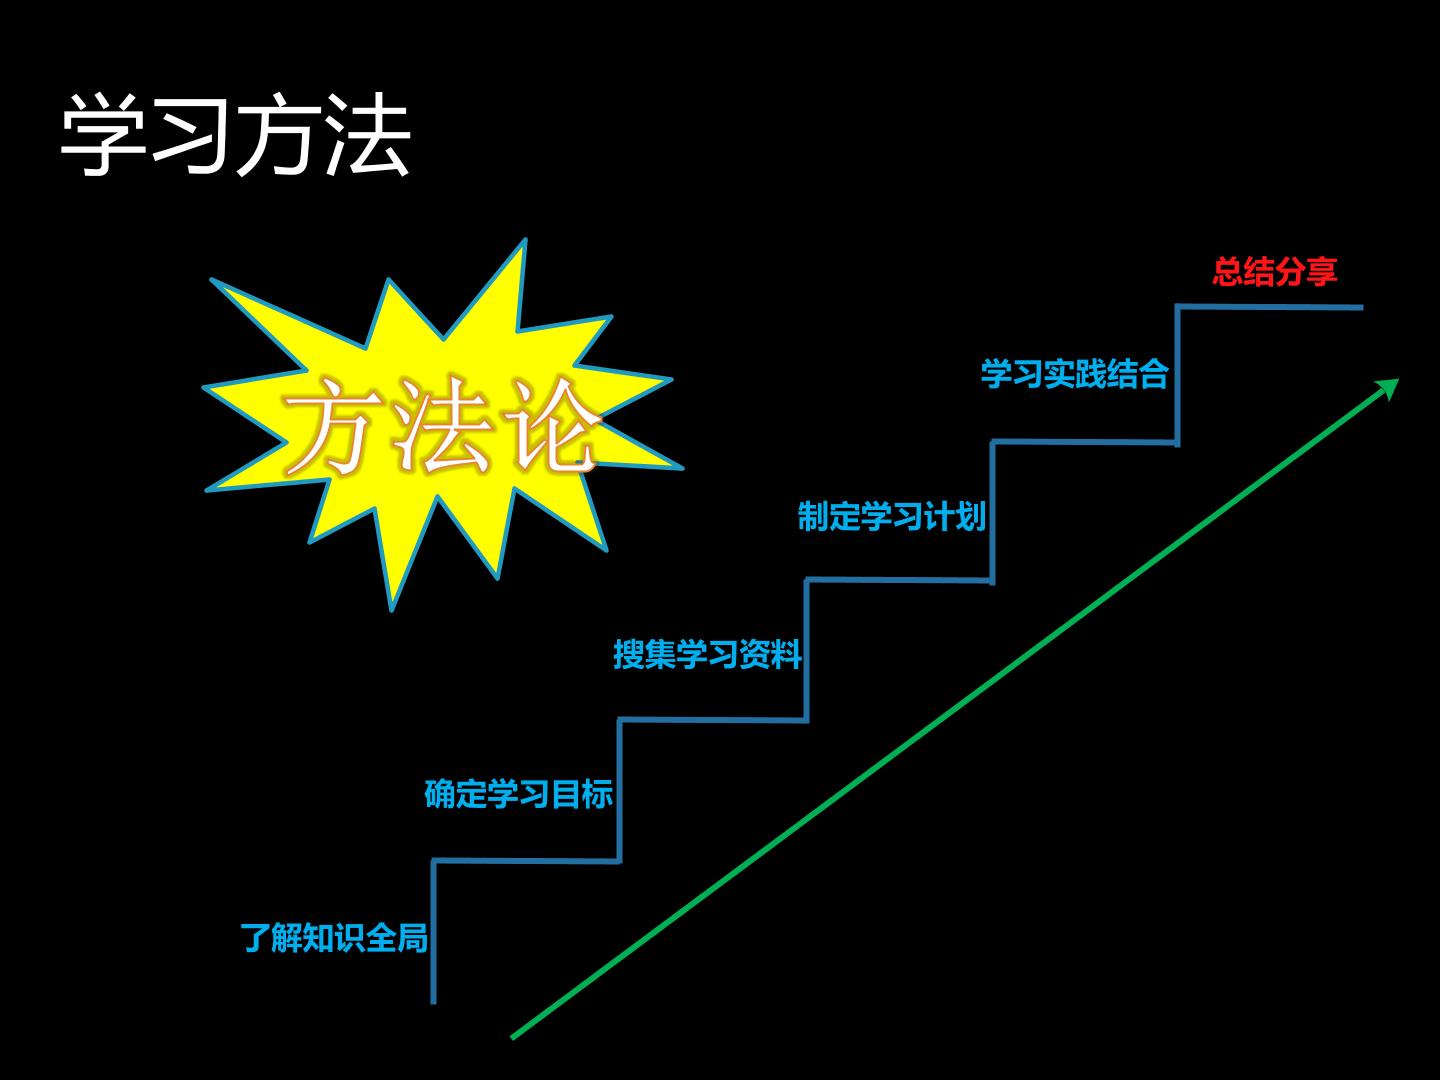 学习方法
总结分享
学习实践结合
方法论
制定学习计划
搜集学习资料
确定学习目标
了解知识全局